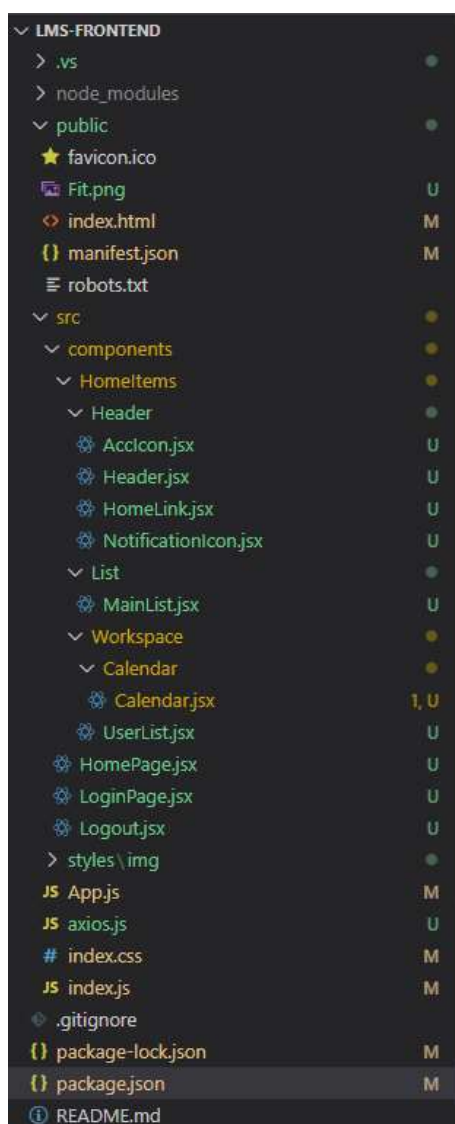 LMS-FRONTEND
.vs
node_modules
public
favicon.ico
Fit.png U
index.html M
manifest.json M
robots.txt
src
components
HomeItems
Header
AccIcon.jsx U
Header.jsx U
HomeLink.jsx U
NotificationIcon.jsx U
List
MainList.jsx U
Workspace
Calendar
Calendar.jsx 1, U
UserList.jsx U
HomePage.jsx U
LoginPage.jsx U
Logout.jsx U
styles\img
JS App.js M
JS axios.js U
# index.css M
JS index.js M
.gitignore
{} package-lock.json M
{} package.json M
README.md